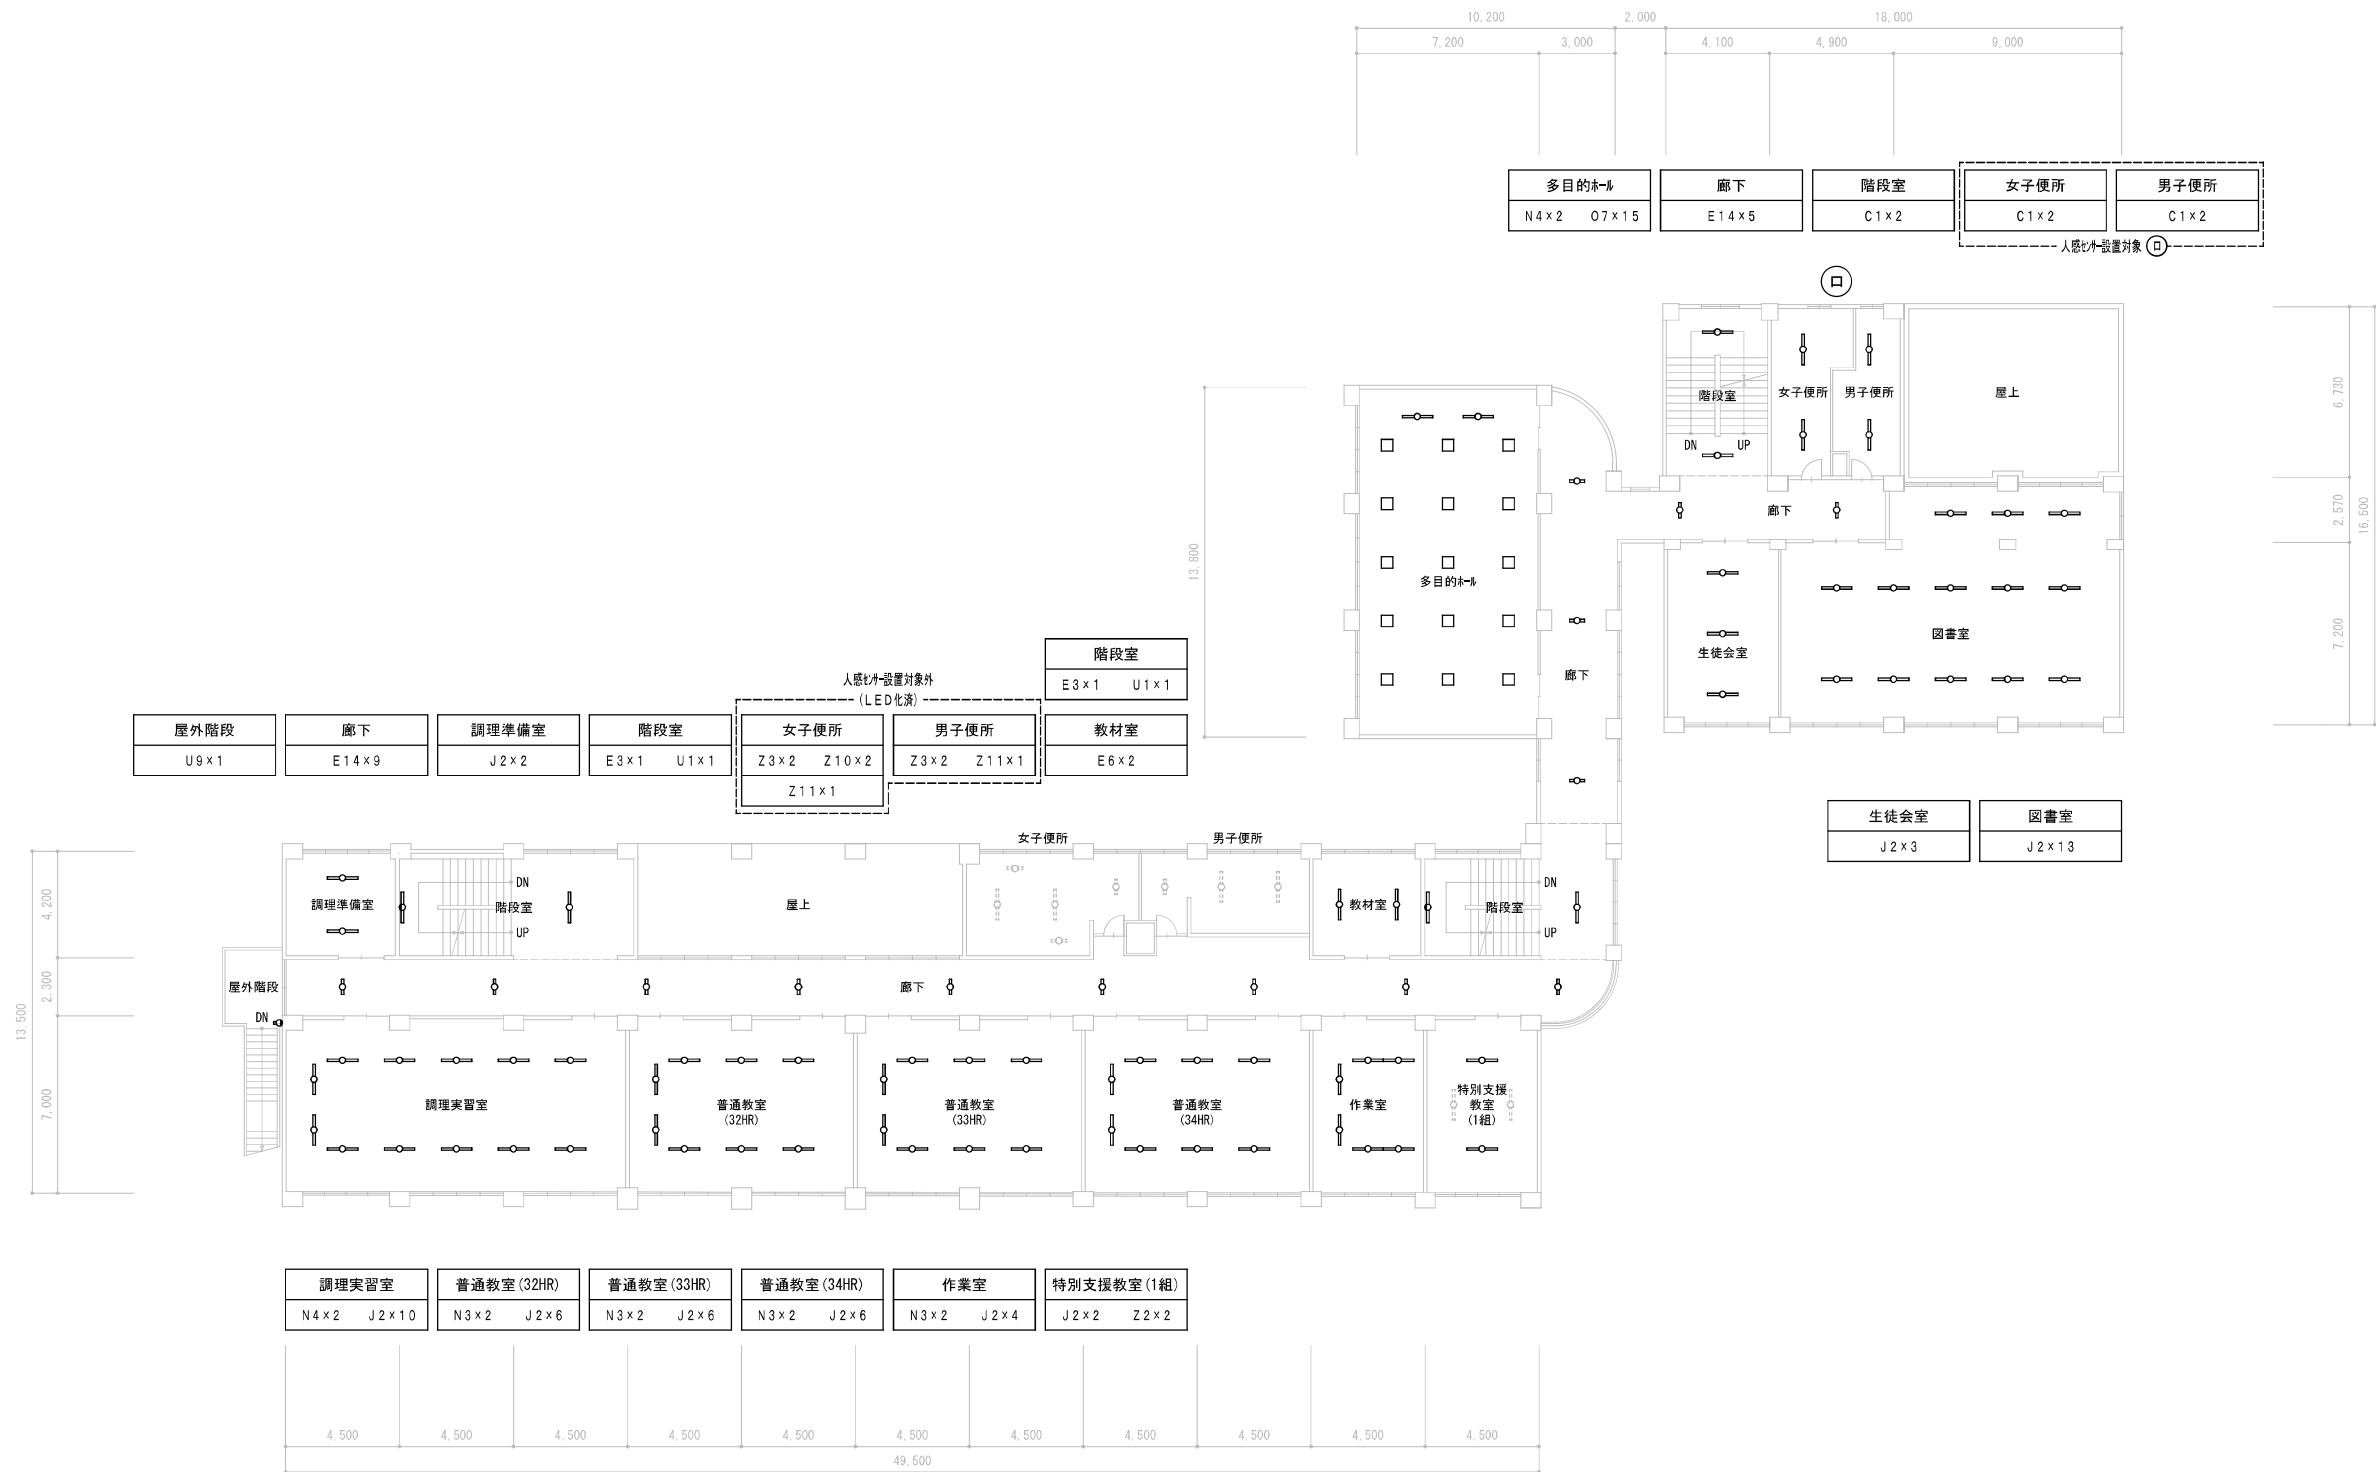 10,200 2,000 18,000
7,200 3,000 4,100 4,900 9,000
多目的ホール 廊下 階段室 女子便所 男子便所
N4×2 O7×15 E14×5 C1×2 C1×2 C1×2
人感センサー設置対象 ロ
ロ
階段室 女子便所 男子便所 屋上
DN UP
6,730
2,570
16,500
7,200
廊下
13,800
多目的ホール
図書室
生徒会室
廊下
階段室
E3×1 U1×1
人感センサー設置対象外
(LED化済)
屋外階段 廊下 調理準備室 階段室 女子便所 男子便所 教材室
U9×1 E14×9 J2×2 E3×1 U1×1 Z3×2 Z10×2 Z3×2 Z11×1 E6×2
Z11×1
生徒会室 図書室
J2×3 J2×13
女子便所 男子便所
DN DN
調理準備室 階段室 屋上 教材室 階段室
UP UP
4,200
2,300
13,500
7,000
屋外階段 廊下
DN
調理実習室 普通教室 普通教室 普通教室 作業室 特別支援
(32HR) (33HR) (34HR) 教室
(1組)
調理実習室 普通教室(32HR) 普通教室(33HR) 普通教室(34HR) 作業室 特別支援教室(1組)
N4×2 J2×10 N3×2 J2×6 N3×2 J2×6 N3×2 J2×6 N3×2 J2×4 J2×2 Z2×2
4,500 4,500 4,500 4,500 4,500 4,500 4,500 4,500 4,500 4,500 4,500
49,500